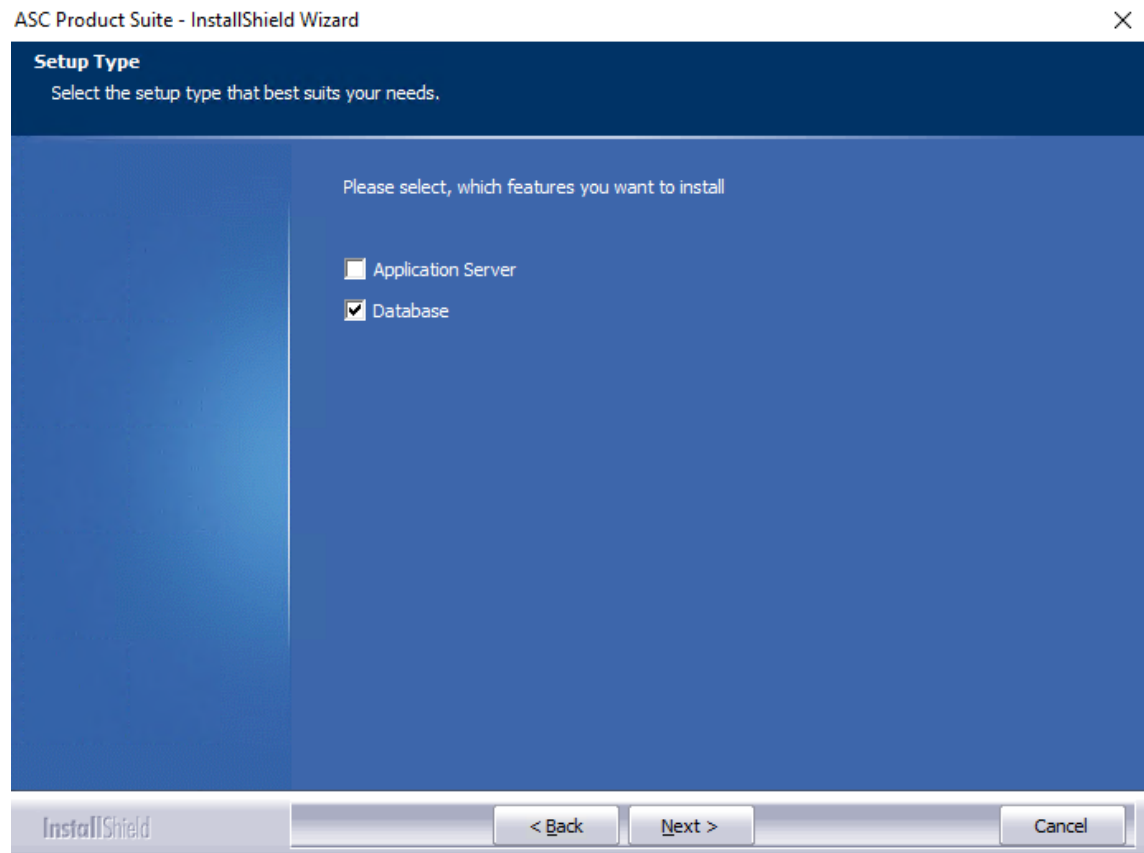 ASC Product Suite - InstallShield Wizard
Setup Type
Select the setup type that best suits your needs.
Please select, which features you want to install
Application Server
Database
InstallShield
< Back
Next >
Cancel